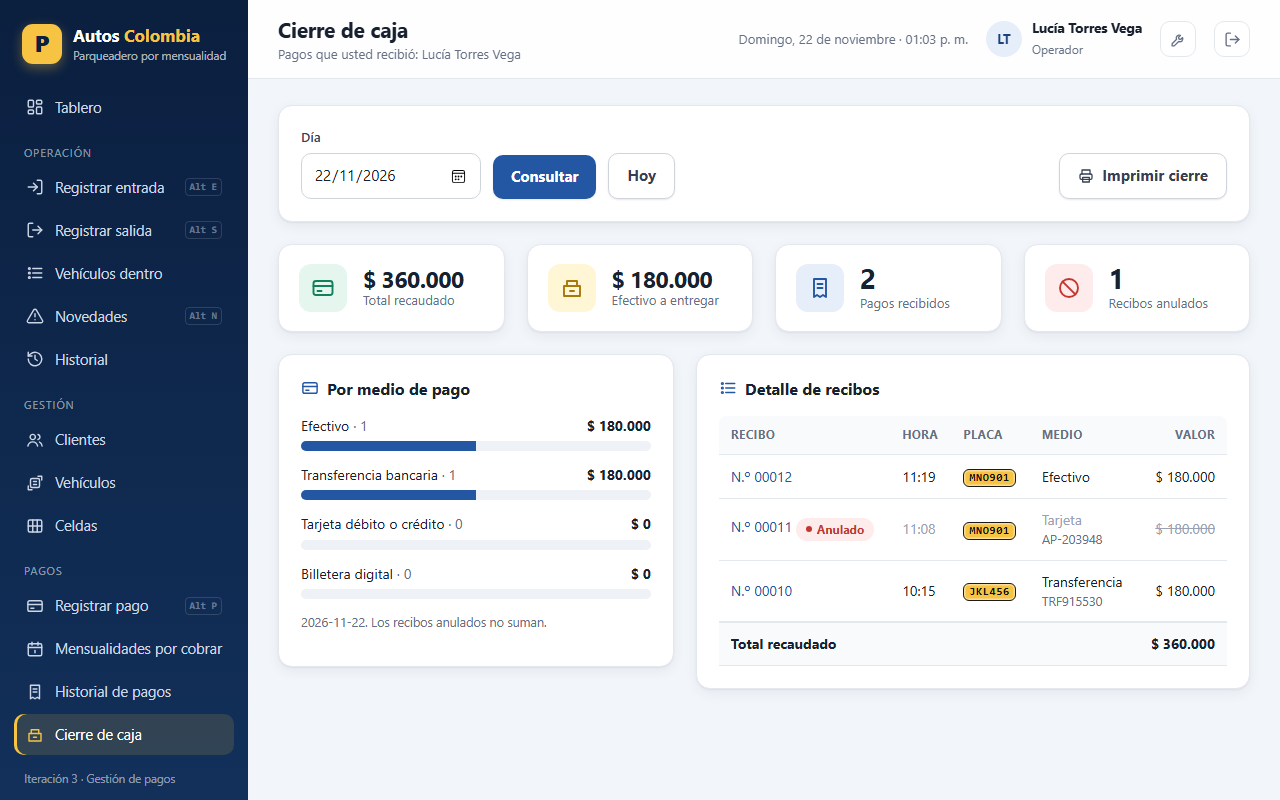 P
Autos Colombia
Parqueadero por mensualidad
Tablero
OPERACIÓN
Registrar entrada Alt E
Registrar salida Alt S
Vehículos dentro
Novedades Alt N
Historial
GESTIÓN
Clientes
Vehículos
Celdas
PAGOS
Registrar pago Alt P
Mensualidades por cobrar
Historial de pagos
Cierre de caja
Iteración 3 · Gestión de pagos
Cierre de caja
Pagos que usted recibió: Lucía Torres Vega
Domingo, 22 de noviembre · 01:03 p. m.
LT
Lucía Torres Vega
Operador
Día
22/11/2026
Consultar
Hoy
Imprimir cierre
$ 360.000
Total recaudado
$ 180.000
Efectivo a entregar
2
Pagos recibidos
1
Recibos anulados
Por medio de pago
Efectivo · 1 $ 180.000
Transferencia bancaria · 1 $ 180.000
Tarjeta débito o crédito · 0 $ 0
Billetera digital · 0 $ 0
2026-11-22. Los recibos anulados no suman.
Detalle de recibos
RECIBO HORA PLACA MEDIO VALOR
N.º 00012 11:19 MNO901 Efectivo $ 180.000
N.º 00011 Anulado 11:08 MNO901 Tarjeta AP-203948 $ 180.000
N.º 00010 10:15 JKL456 Transferencia TRF915530 $ 180.000
Total recaudado $ 360.000